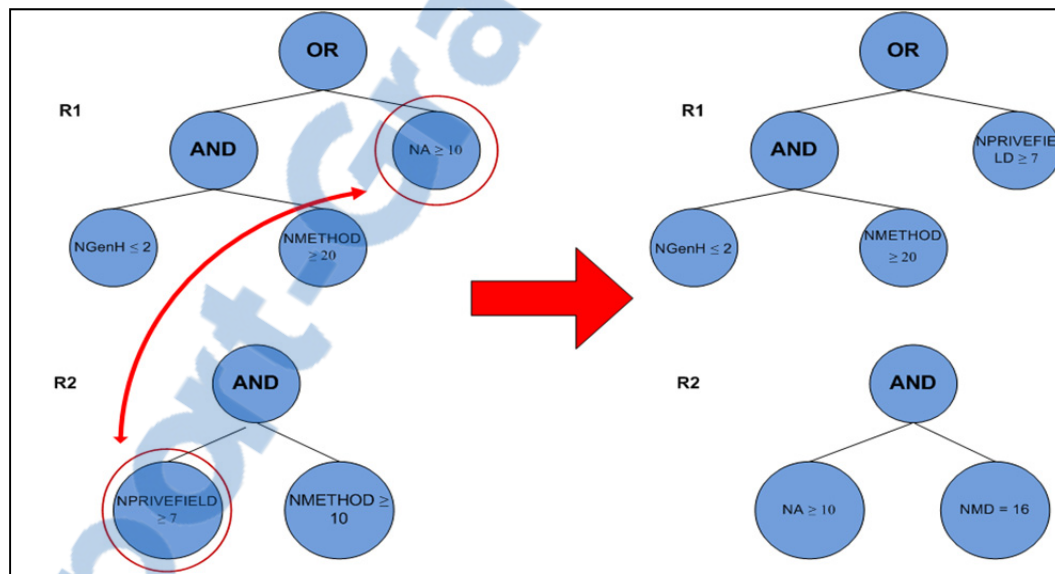 OR
R1
AND
NA ≥ 10
NGenH ≤ 2
NMETHOD
≥ 20
R2
AND
NPRIVEFIELD
≥ 7
NMETHOD ≥
10
OR
R1
AND
NPRIVEFIE
LD ≥ 7
NGenH ≤ 2
NMETHOD
≥ 20
R2
AND
NA ≥ 10
NMD = 16